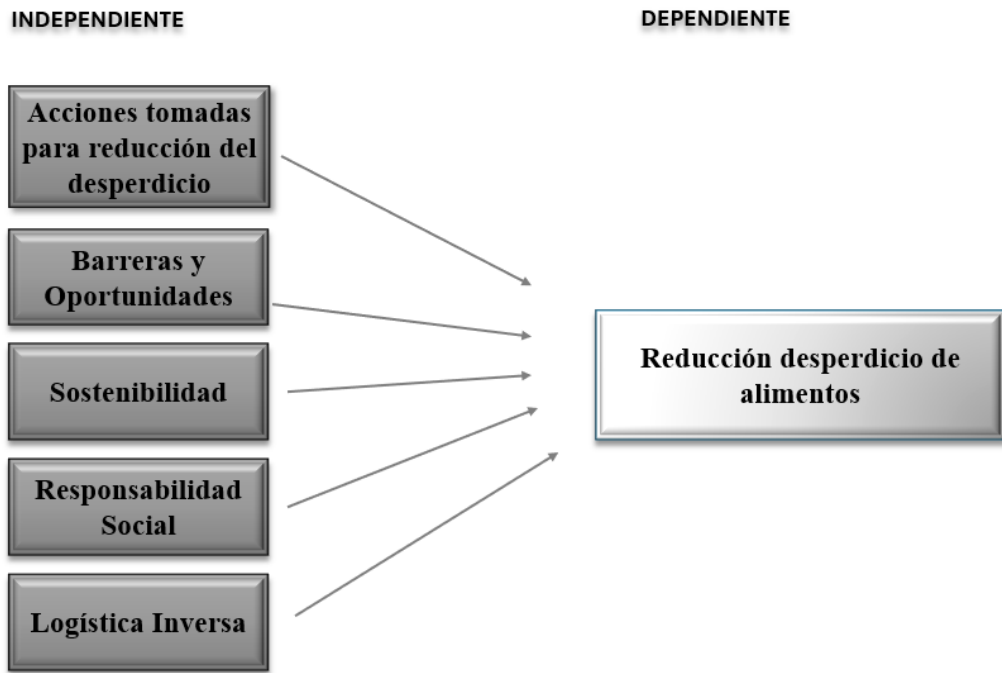 INDEPENDIENTE
DEPENDIENTE
Acciones tomadas
para reducción del
desperdicio
Barreras y
Oportunidades
Sostenibilidad
Responsabilidad
Social
Logística Inversa
Reducción desperdicio de
alimentos